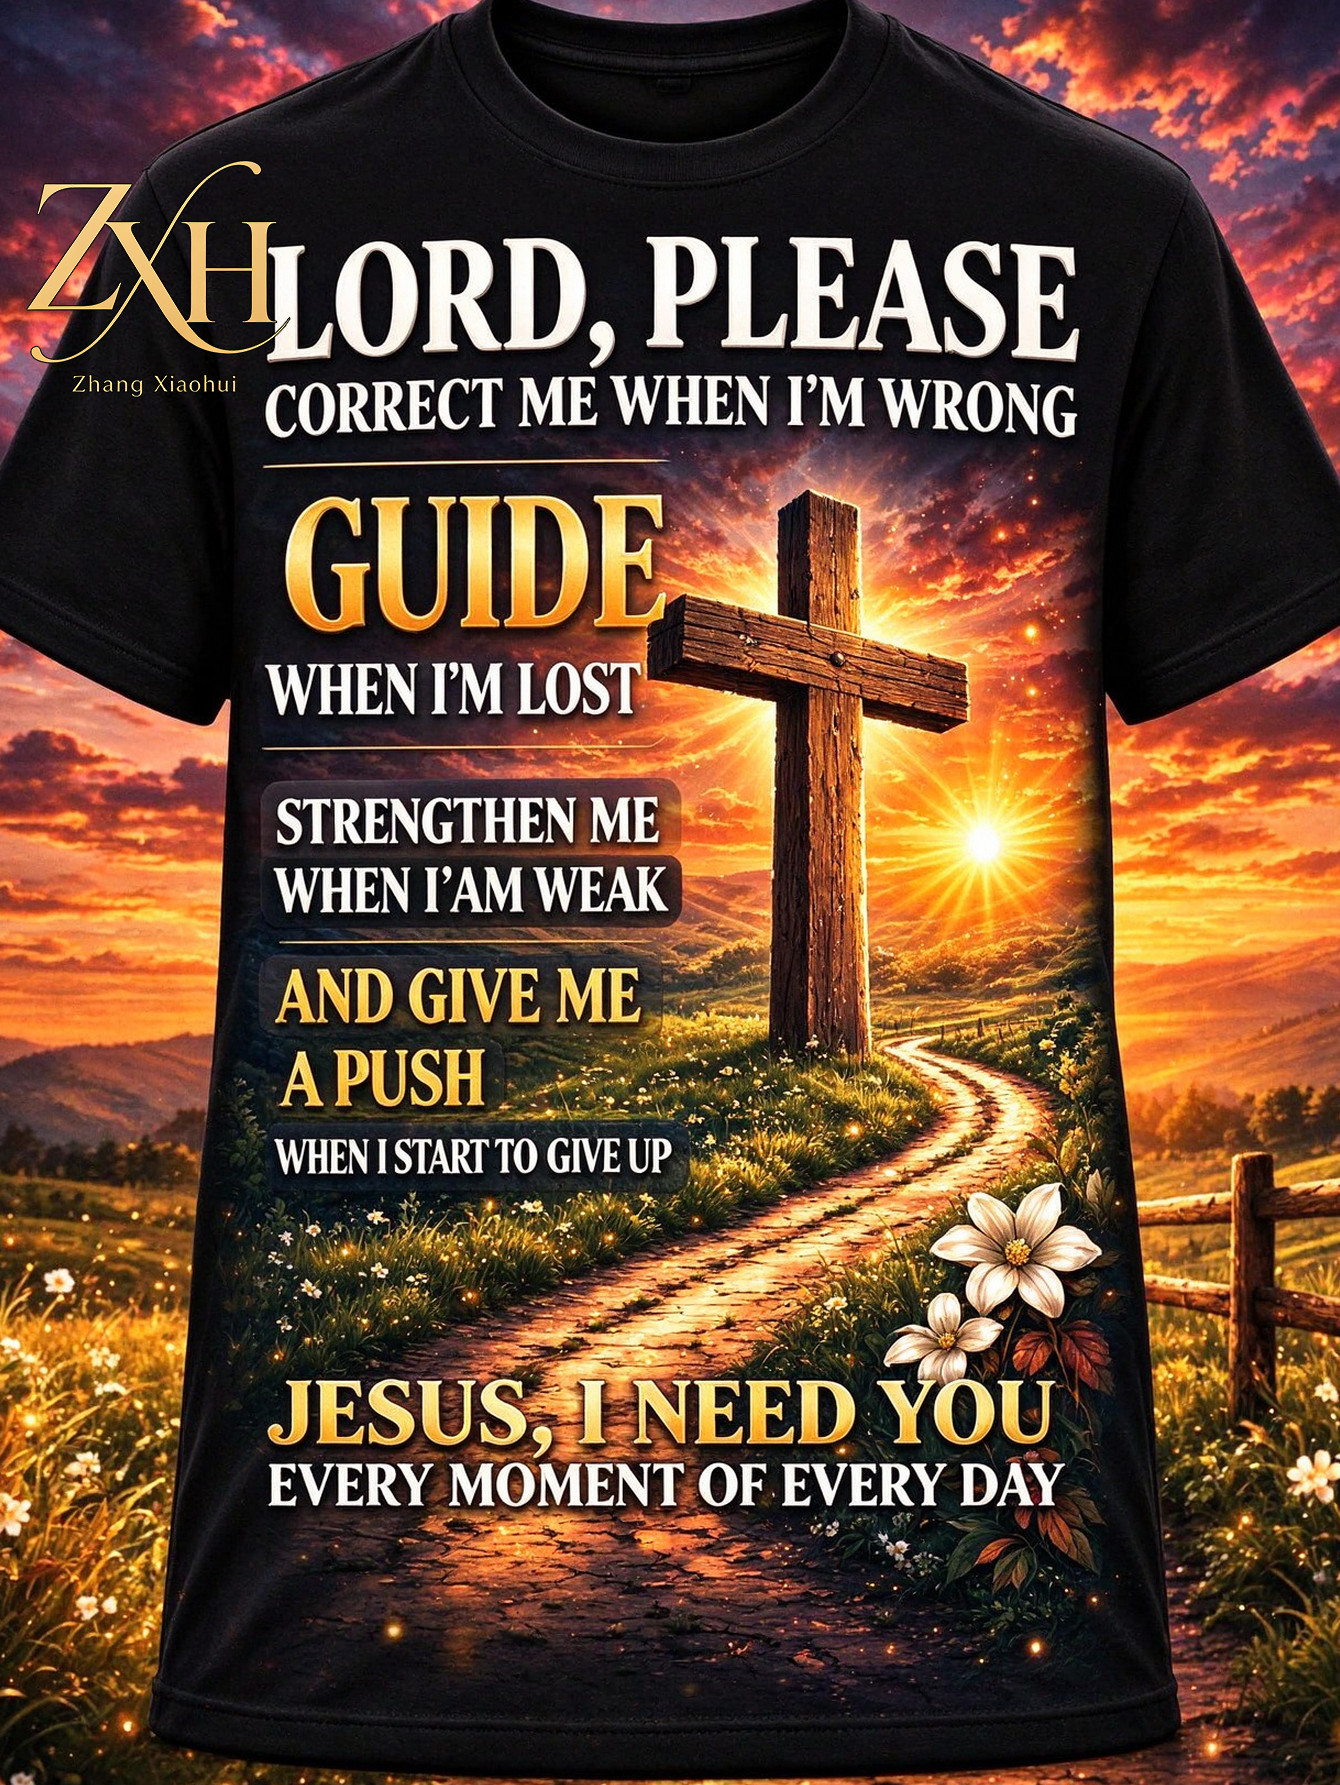 ZXH
Zhang Xiaohui
LORD, PLEASE
CORRECT ME WHEN I'M WRONG
GUIDE
WHEN I'M LOST
STRENGTHEN ME
WHEN I'AM WEAK
AND GIVE ME
A PUSH
WHEN I START TO GIVE UP
JESUS, I NEED YOU
EVERY MOMENT OF EVERY DAY